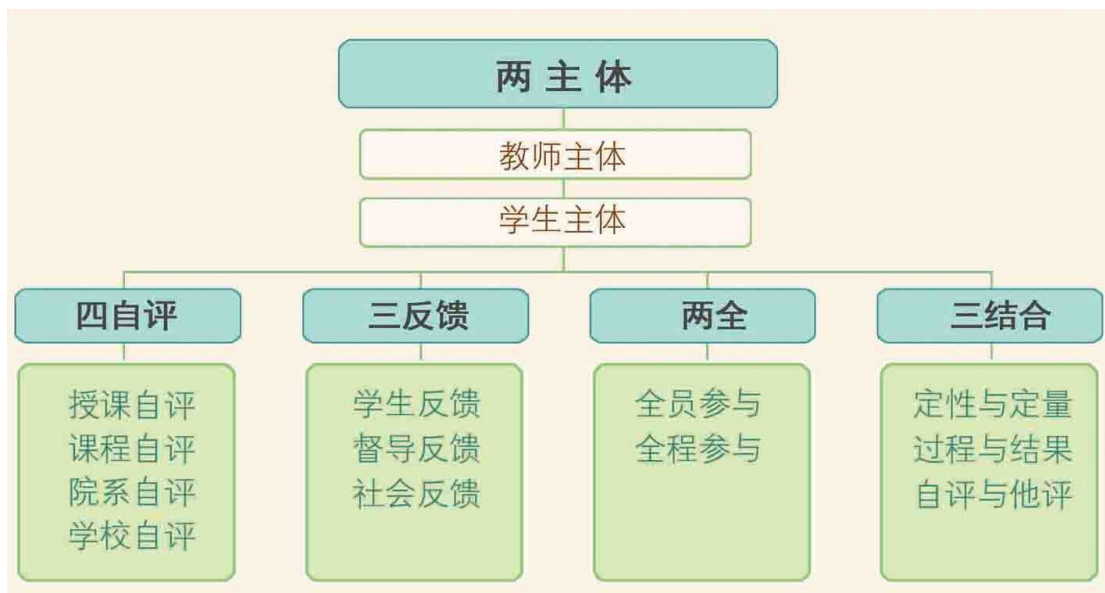 两主体
教师主体
学生主体
四自评
授课自评
课程自评
院系自评
学校自评
三反馈
学生反馈
督导反馈
社会反馈
两全
全员参与
全程参与
三结合
定性与定量
过程与结果
自评与他评